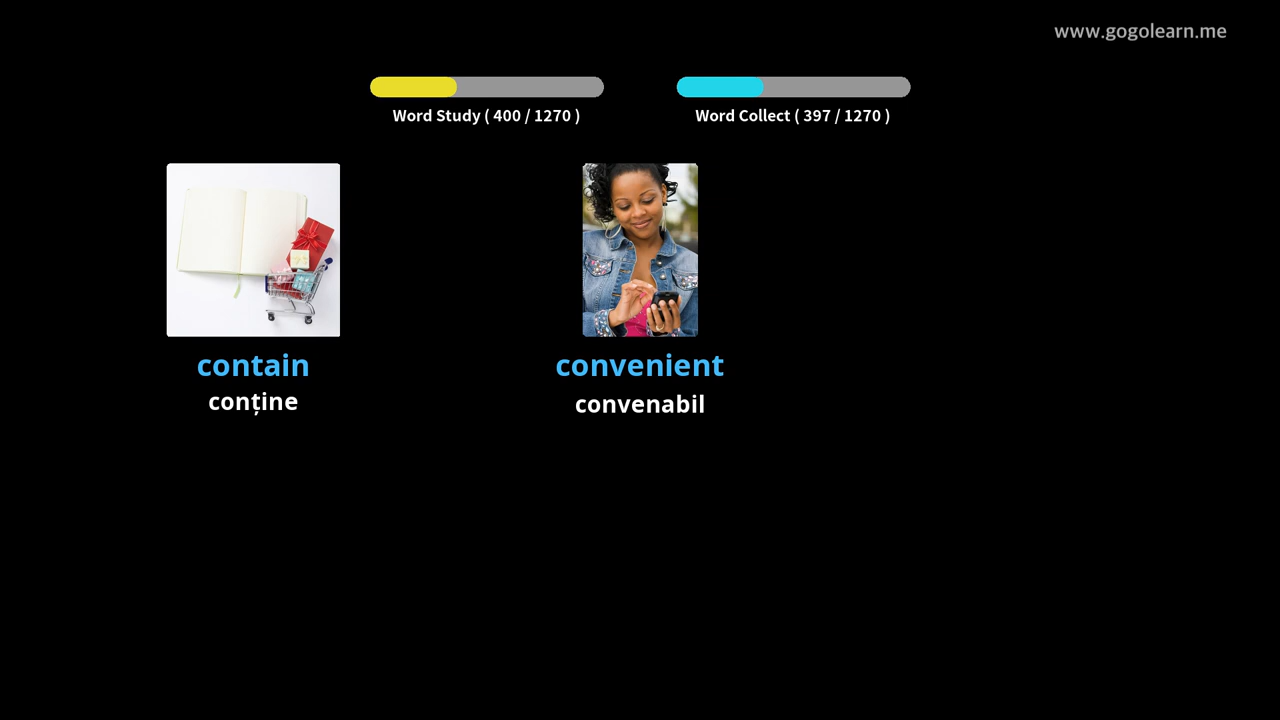 www.gogolearn.me
Word Study ( 400 / 1270 )
Word Collect ( 397 / 1270 )
contain
conține
convenient
convenabil